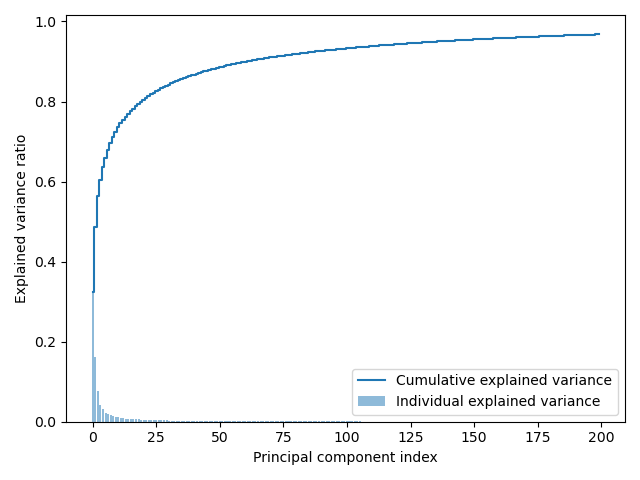 1.0
0.8
0.6
0.4
0.2
0.0
Explained variance ratio
Cumulative explained variance
Individual explained variance
0 25 50 75 100 125 150 175 200
Principal component index